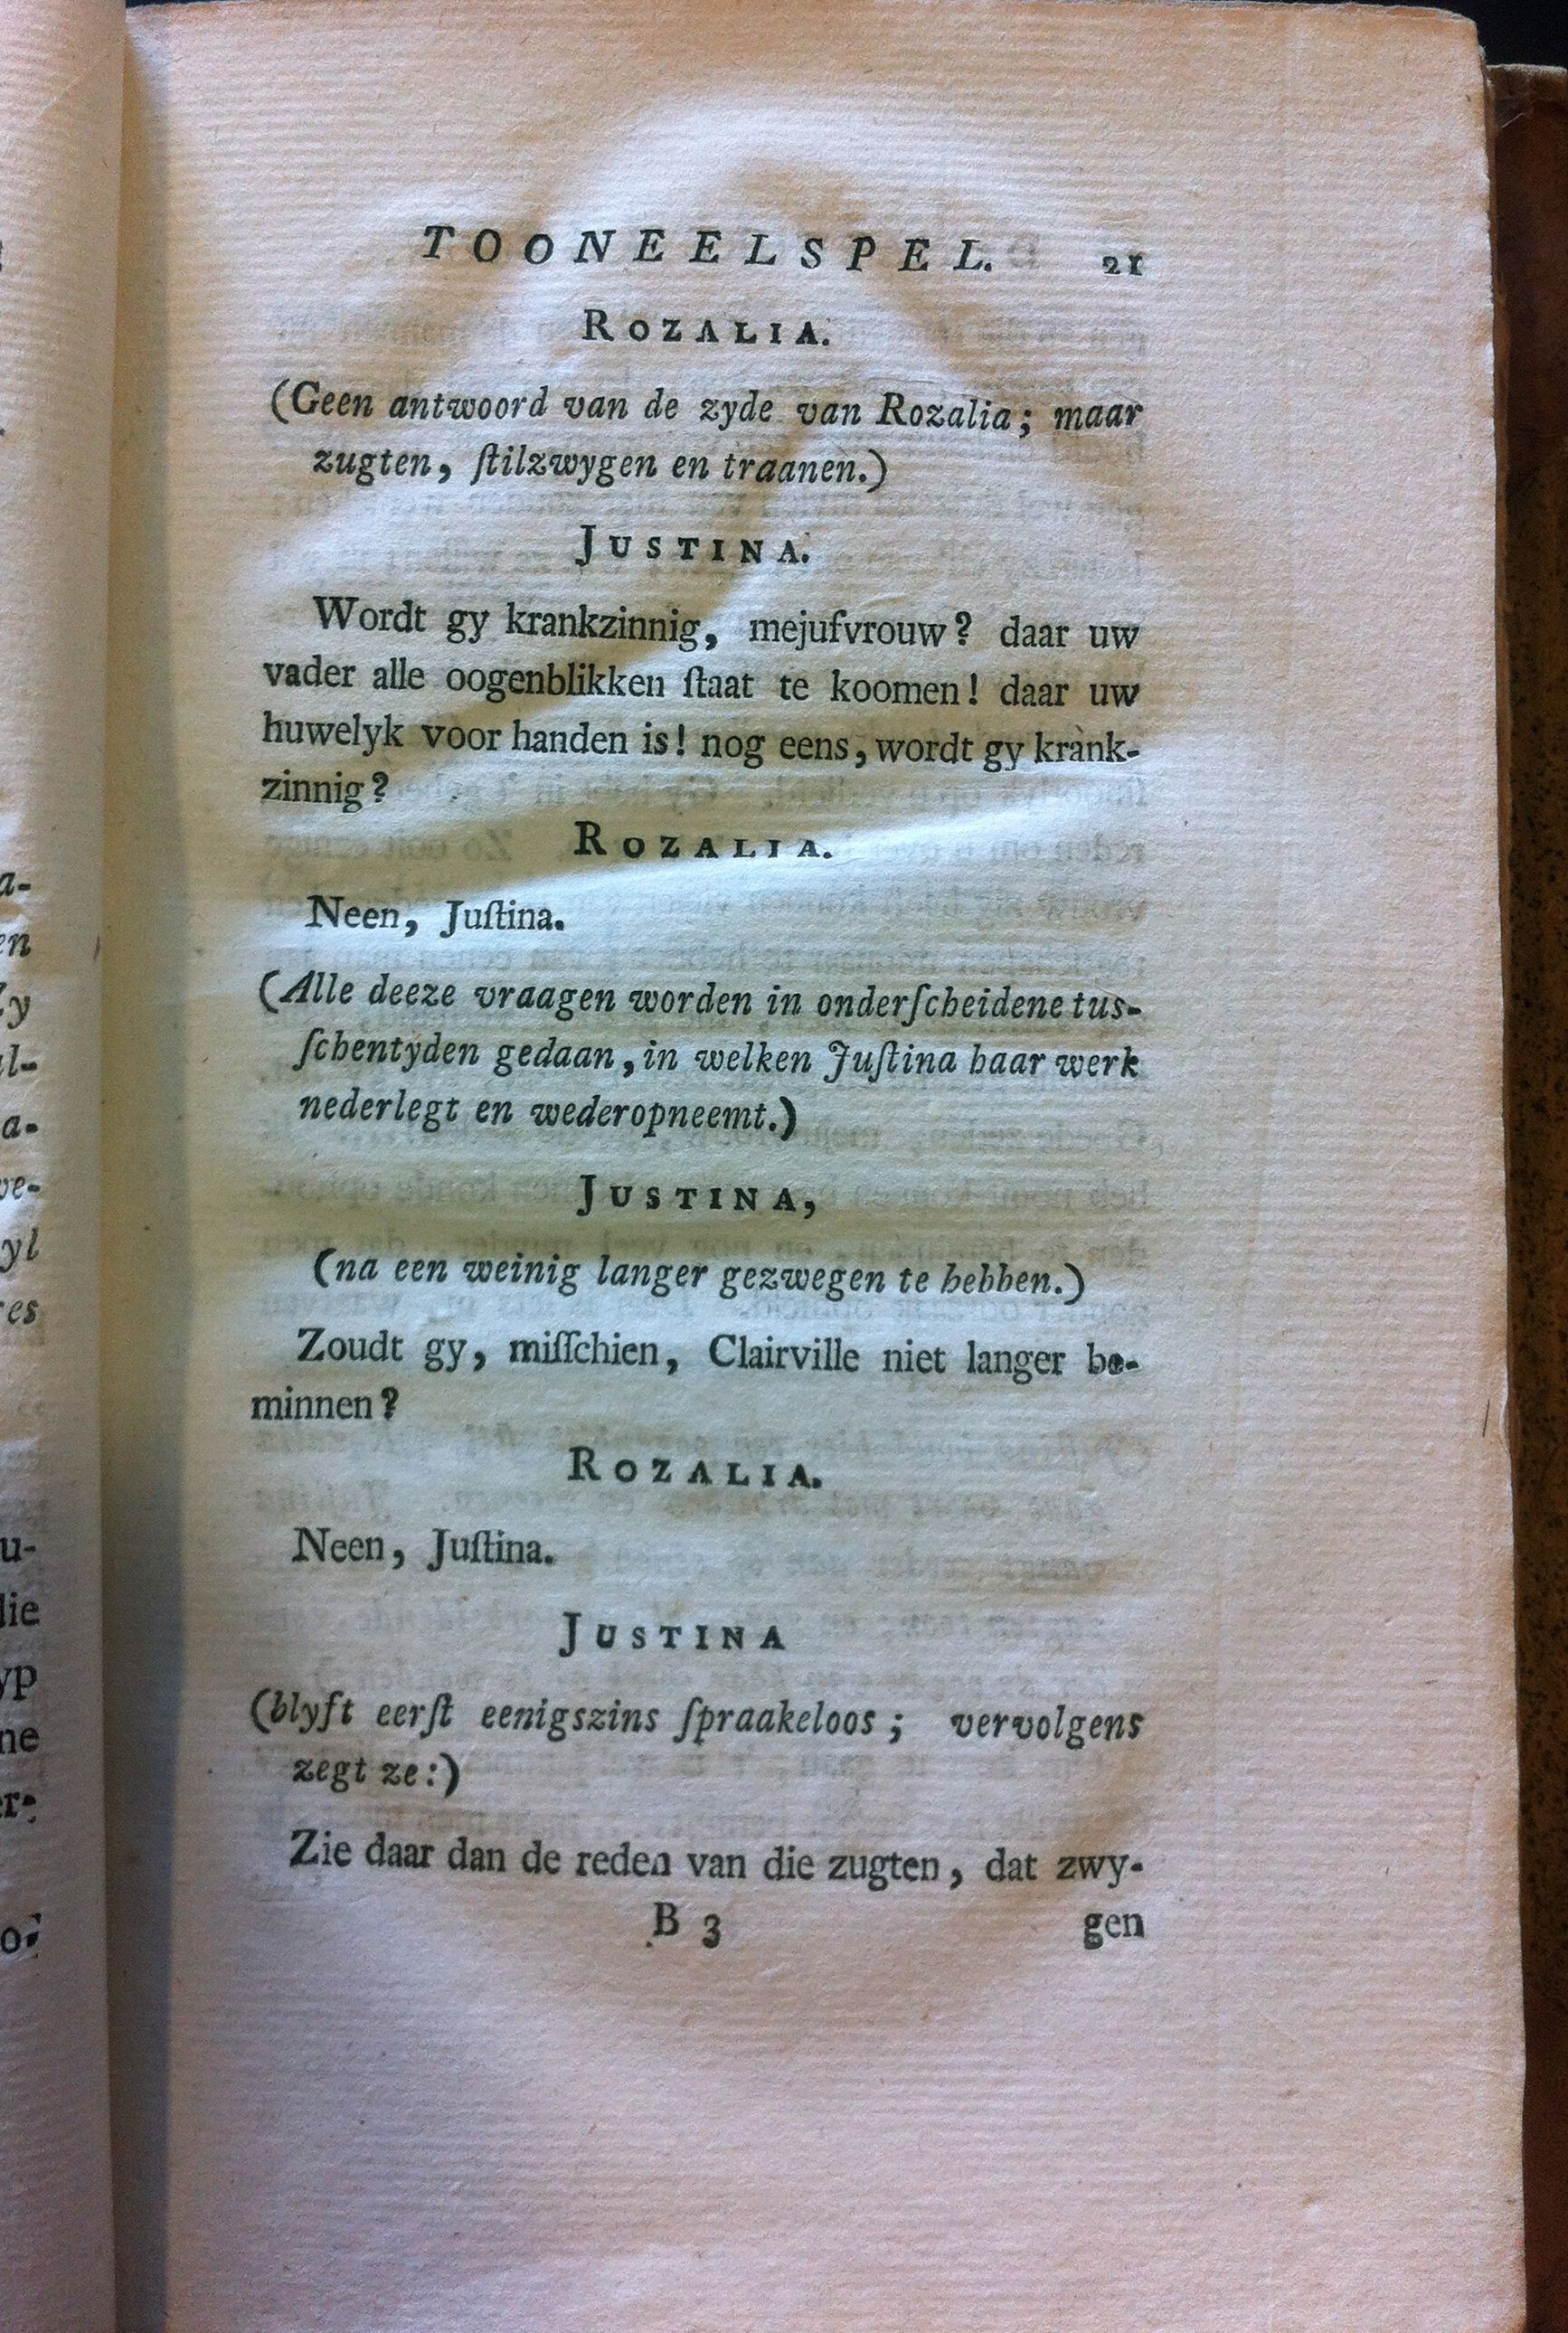 TOONEELSPEL. 21
ROZALIA.
(Geen antwoord van de zyde van Rozalia; maar
zugten, ſtilzwygen en traanen.)
JUSTINA.
Wordt gy krankzinnig, mejufvrouw? daar uw
vader alle oogenblikken ſtaat te koomen! daar uw
huwelyk voor handen is! nog eens, wordt gy krank-
zinnig?
ROZALIA.
Neen, Juſtina.
(Alle deeze vraagen worden in onderſcheidene tus-
ſchentyden gedaan, in welken Juſtina haar werk
nederlegt en wederopneemt.)
JUSTINA,
(na een weinig langer gezwegen te hebben.)
Zoudt gy, miſſchien, Clairville niet langer be-
minnen?
ROZALIA.
Neen, Juſtina.
JUSTINA
(blyft eerſt eenigszins ſpraakeloos; vervolgens
zegt ze:)
Zie daar dan de reden van die zugten, dat zwy-
B 3 gen